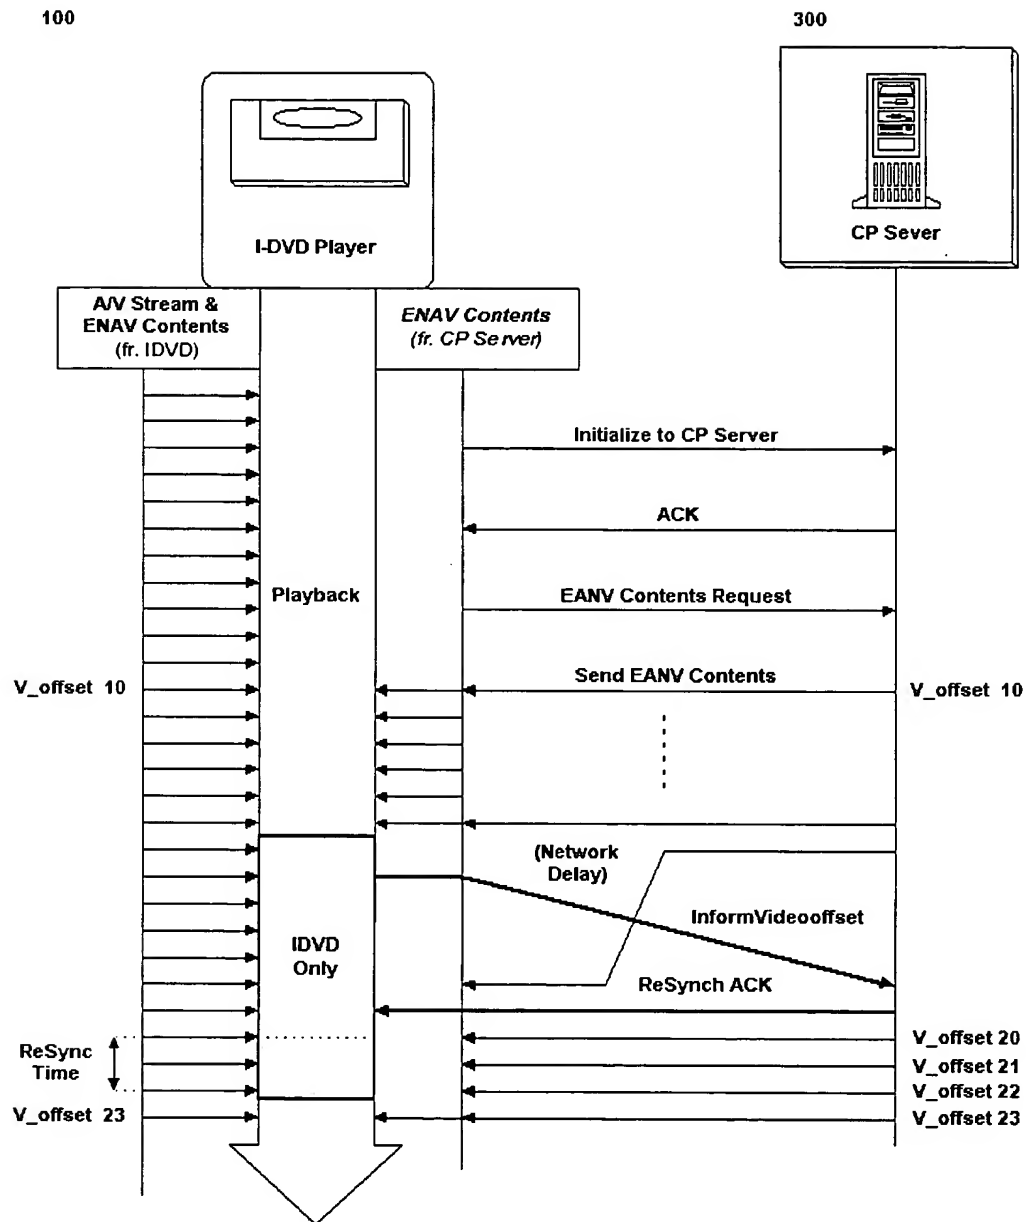 100
300
I-DVD Player
CP Sever
A/V Stream &
ENAV Contents
(fr. IDVD)
ENAV Contents
(fr. CP Server)
Initialize to CP Server
ACK
Playback
EANV Contents Request
V_offset 10
Send EANV Contents
V_offset 10
(Network
Delay)
InformVideooffset
IDVD
Only
ReSynch ACK
ReSync
Time
V_offset 20
V_offset 21
V_offset 22
V_offset 23
V_offset 23